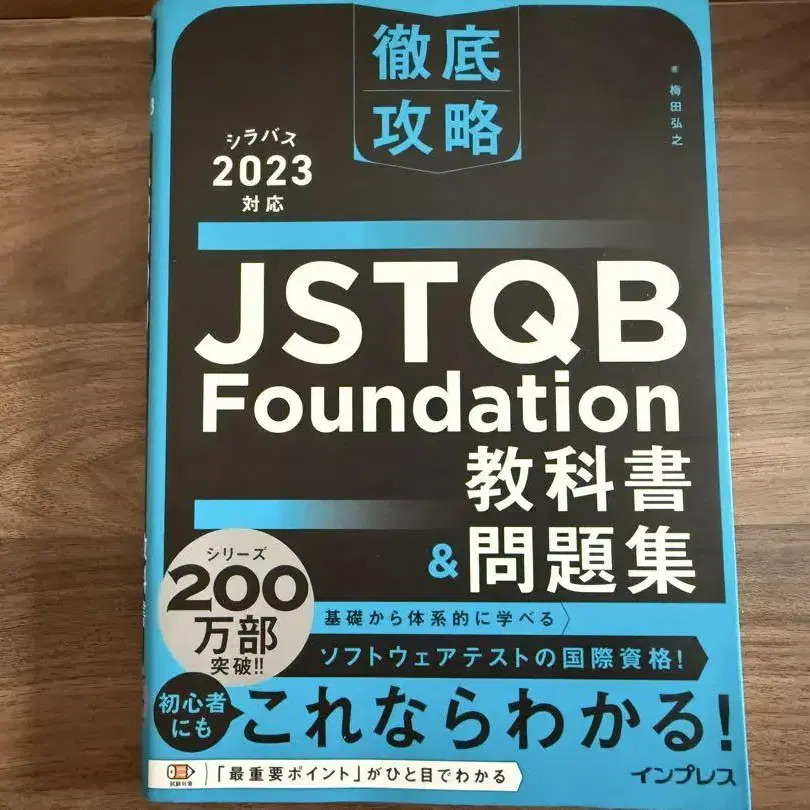 徹底
攻略
著 梅田弘之
シラバス
2023
対応
JSTQB
Foundation
教科書
&問題集
シリーズ
200
万部
突破!!
基礎から体系的に学べる
ソフトウェアテストの国際資格!
初心者
にも
これならわかる!
試験対策
「最重要ポイント」がひと目でわかる
インプレス